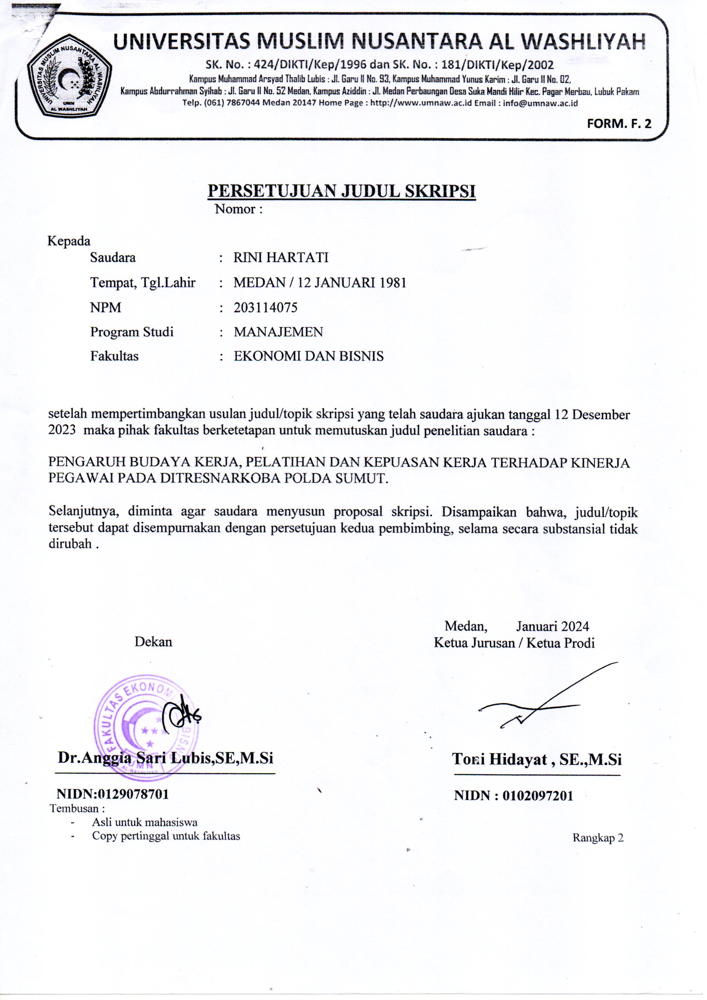 UNIVERSITAS MUSLIM NUSANTARA AL WASHLIYAH
SK. No. : 424/DIKTI/Kep/1996 dan SK. No. : 181/DIKTI/Kep/2002
Kampus Muhammad Arsyad Thalib Lubis : Jl. Garu II No. 93, Kampus Muhammad Yunus Karim : Jl. Garu II No. 02,
Kampus Abdurrahman Syihab : Jl. Garu II No. 52 Medan, Kampus Aziddin : Jl. Medan Perbaungan Desa Suka Mandi Hilir Kec. Pagar Merbau, Lubuk Pakam
Telp. (061) 7867044 Medan 20147 Home Page : http://www.umnaw.ac.id Email : info@umnaw.ac.id
UNIVERSITAS MUSLIM NUSANTARA AL WASHLIYAH
UMN
AL WASHLIYAH
FORM. F. 2
PERSETUJUAN JUDUL SKRIPSI
Nomor :
Kepada
Saudara : RINI HARTATI
Tempat, Tgl.Lahir : MEDAN / 12 JANUARI 1981
NPM : 203114075
Program Studi : MANAJEMEN
Fakultas : EKONOMI DAN BISNIS
setelah mempertimbangkan usulan judul/topik skripsi yang telah saudara ajukan tanggal 12 Desember
2023 maka pihak fakultas berketetapan untuk memutuskan judul penelitian saudara :
PENGARUH BUDAYA KERJA, PELATIHAN DAN KEPUASAN KERJA TERHADAP KINERJA
PEGAWAI PADA DITRESNARKOBA POLDA SUMUT.
Selanjutnya, diminta agar saudara menyusun proposal skripsi. Disampaikan bahwa, judul/topik
tersebut dapat disempurnakan dengan persetujuan kedua pembimbing, selama secara substansial tidak
dirubah .
Medan, Januari 2024
Dekan
Ketua Jurusan / Ketua Prodi
FAKULTAS EKONOMI BISNIS
UMN
AL-WASHLIYAH
Dr.Anggia Sari Lubis,SE,M.Si
Toni Hidayat , SE.,M.Si
NIDN:0129078701
NIDN : 0102097201
Tembusan :
- Asli untuk mahasiswa
- Copy pertinggal untuk fakultas
Rangkap 2